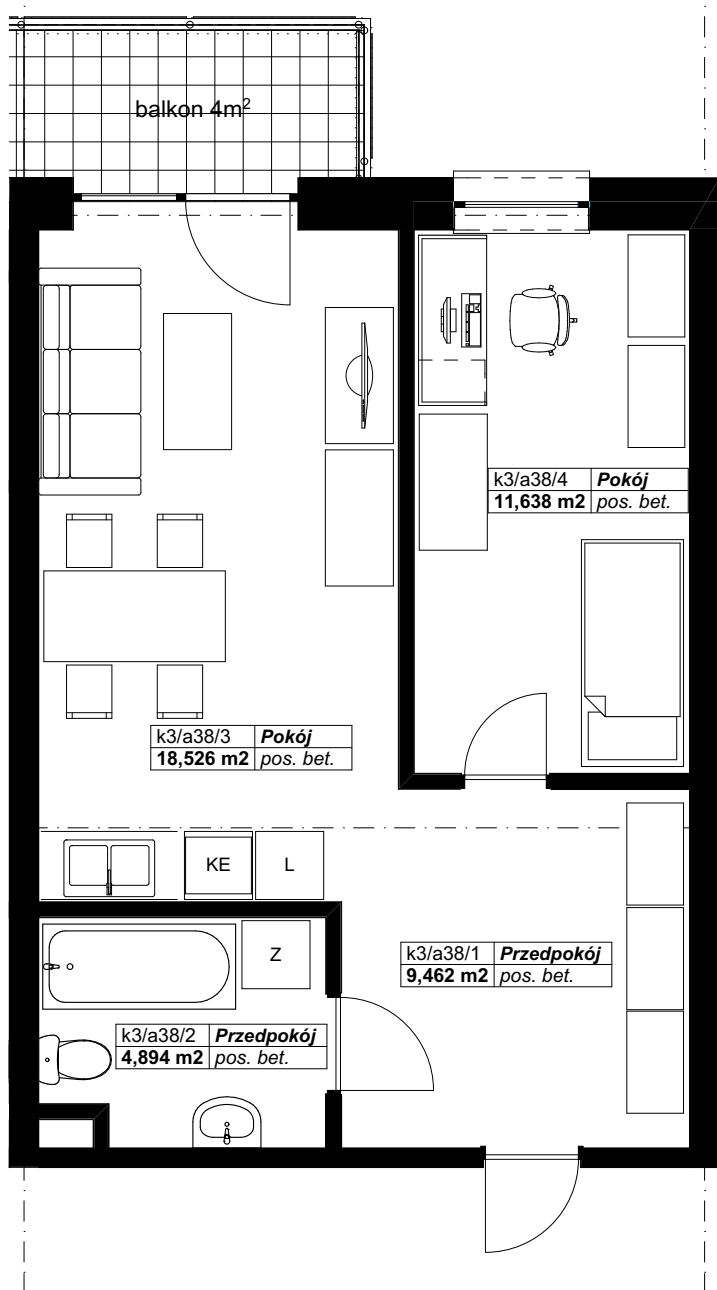 balkon 4m²
k3/a38/4 Pokój
11,638 m2 pos. bet.
k3/a38/3 Pokój
18,526 m2 pos. bet.
KE L
Z
k3/a38/1 Przedpokój
9,462 m2 pos. bet.
k3/a38/2 Przedpokój
4,894 m2 pos. bet.